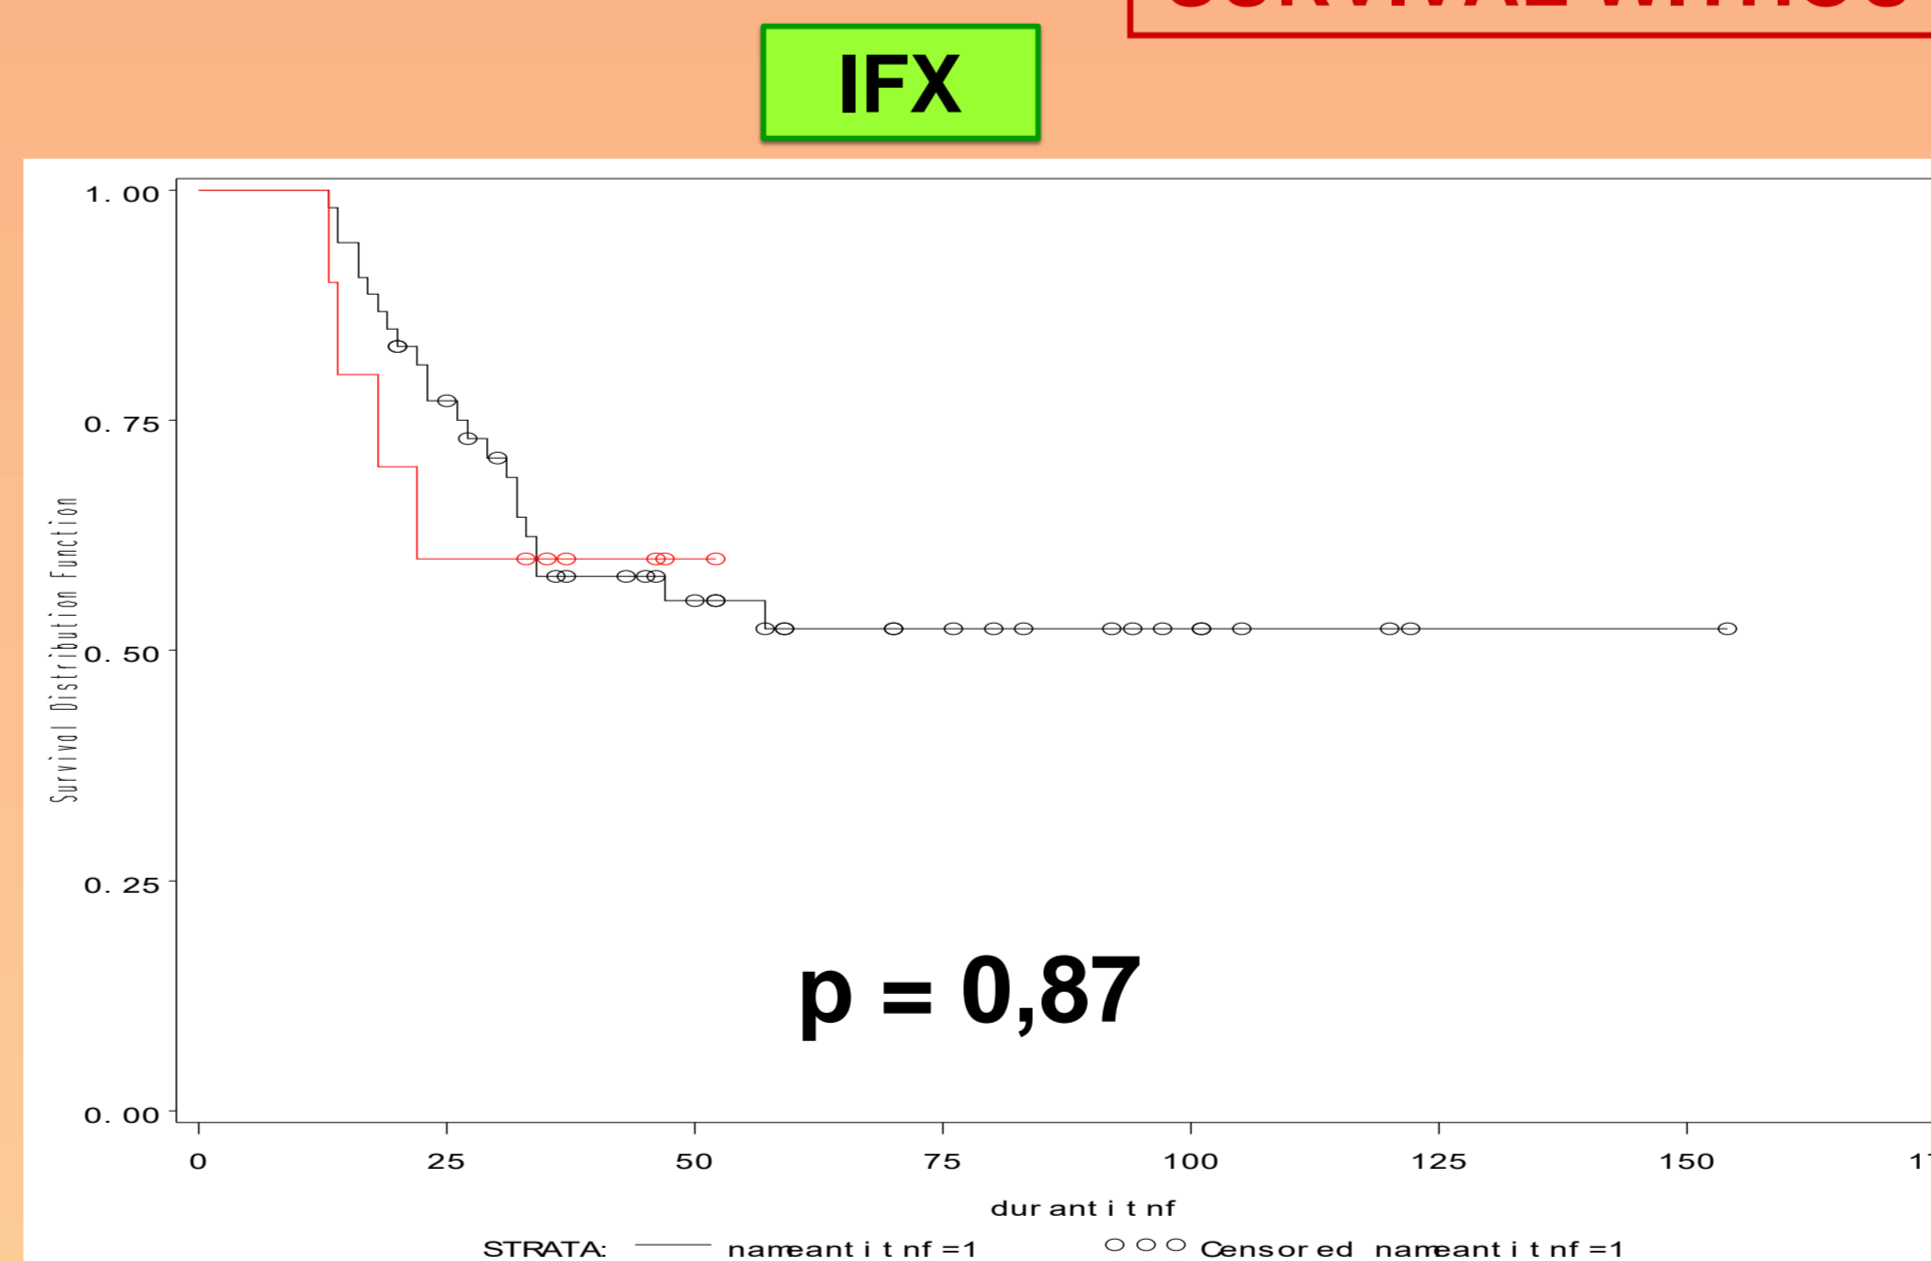 SURVIVAL
IFX
1.00
0.75
0.50
0.25
0.00
Survival Distribution Function
p = 0,87
0 25 50 75 100 125 150
durantitnf
STRATA: nameantitnf=1 Censored nameantitnf=1